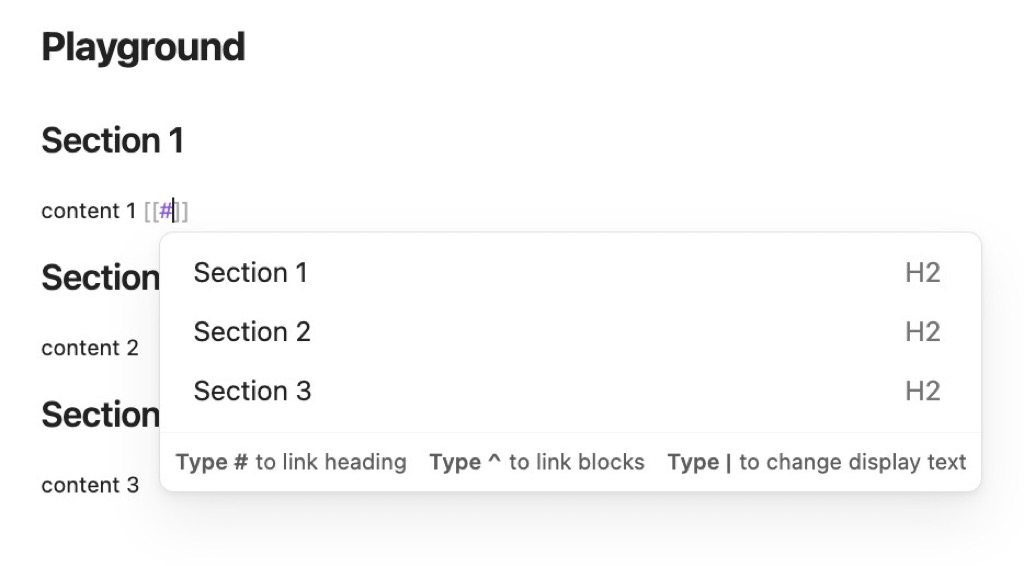 Playground
Section 1
content 1 [[#]]
Section
Section 1 H2
Section 2 H2
content 2
Section 3 H2
Section
Type # to link heading Type ^ to link blocks Type | to change display text
content 3